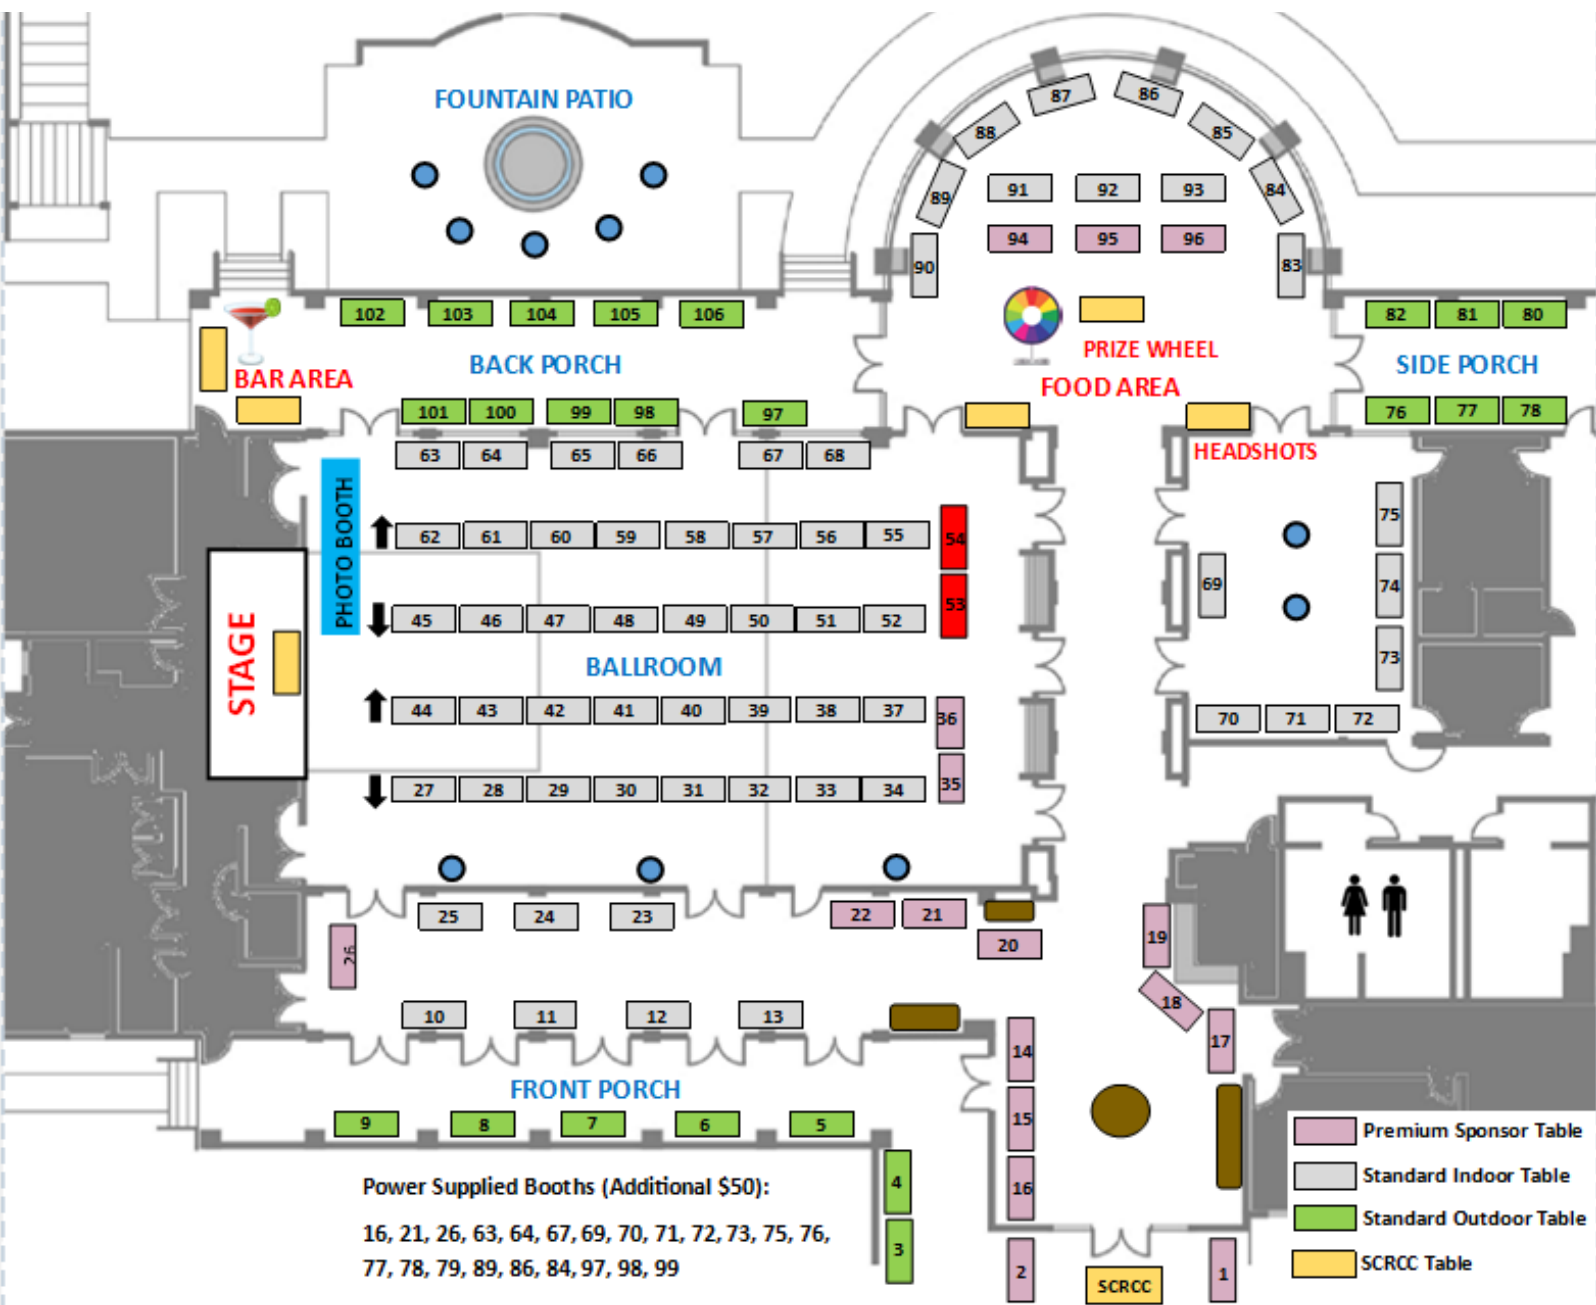 FOUNTAIN PATIO
87 86
88 85
91 92 93
89 84
94 95 96
90 83
102 103 104 105 106
82 81 80
PRIZE WHEEL
BACK PORCH
SIDE PORCH
BAR AREA
FOOD AREA
101 100 99 98 97
76 77 78
63 64 65 66 67 68
HEADSHOTS
PHOTO BOOTH
75
62 61 60 59 58 57 56 55
54
69
74
53
45 46 47 48 49 50 51 52
STAGE
BALLROOM
73
44 43 42 41 40 39 38 37
36
70 71 72
35
27 28 29 30 31 32 33 34
25 24 23
22 21
20
19
26
18
10 11 12 13
17
14
FRONT PORCH
9 8 7 6 5
15
Premium Sponsor Table
Standard Indoor Table
4
16
Power Supplied Booths (Additional $50):
Standard Outdoor Table
16, 21, 26, 63, 64, 67, 69, 70, 71, 72, 73, 75, 76,
3
77, 78, 79, 89, 86, 84, 97, 98, 99
SCRCC Table
2
SCRCC
1